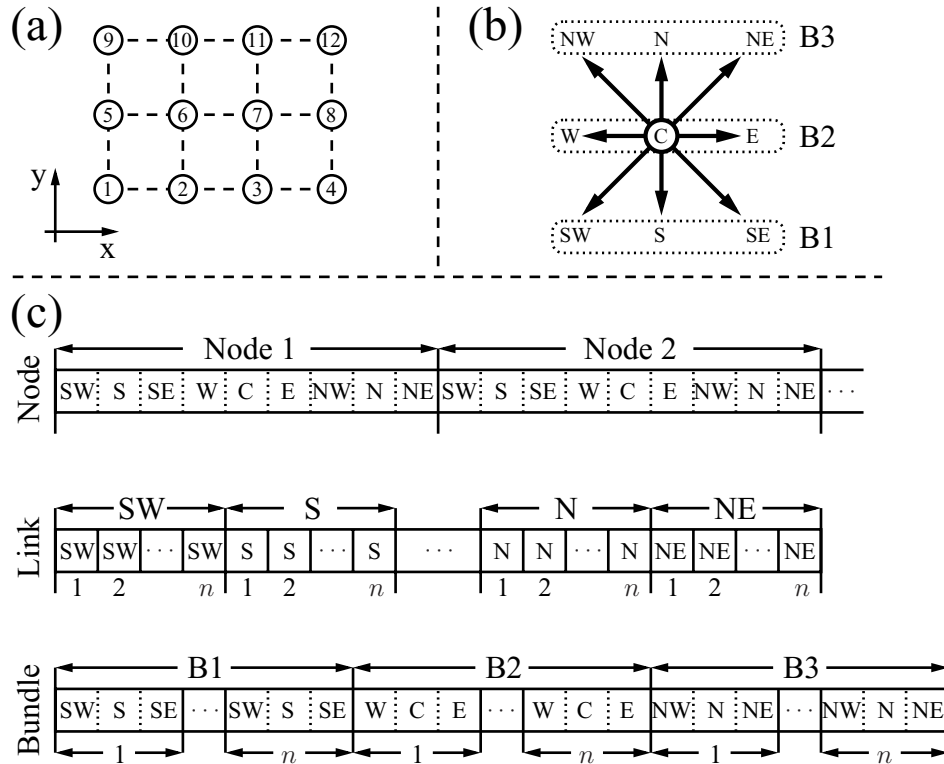 (a)
9 10 11 12
5 6 7 8
1 2 3 4
y
x
(b)
NW N NE B3
W C E B2
SW S SE B1
(c)
Node
Node 1 Node 2
SW S SE W C E NW N NE SW S SE W C E NW N NE ···
Link
SW S N NE
SW SW ··· SW S S ··· S ··· N N ··· N NE NE ··· NE
1 2 n 1 2 n 1 2 n 1 2 n
Bundle
B1 B2 B3
SW S SE ··· SW S SE W C E ··· W C E NW N NE ··· NW N NE
1 n 1 n 1 n